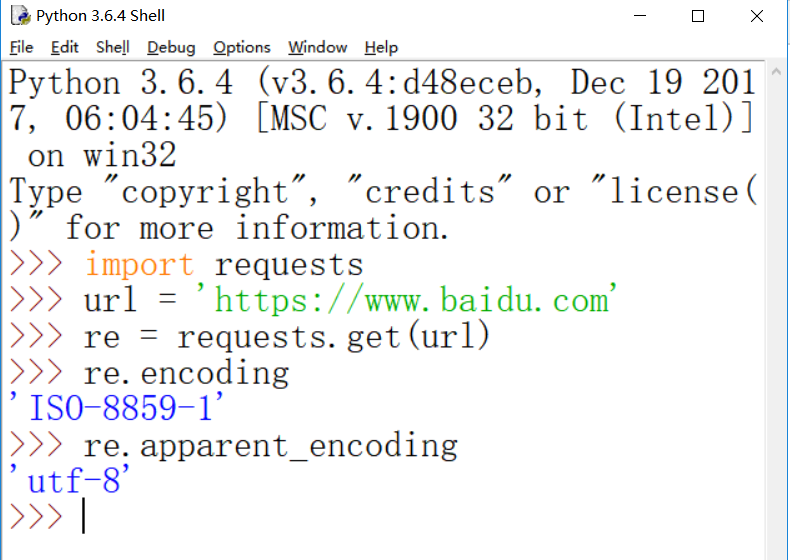 Python 3.6.4 Shell
File Edit Shell Debug Options Window Help
Python 3.6.4 (v3.6.4:d48eceb, Dec 19 201
7, 06:04:45) [MSC v.1900 32 bit (Intel)]
 on win32
Type "copyright", "credits" or "license(
)" for more information.
>>> import requests
>>> url = 'https://www.baidu.com'
>>> re = requests.get(url)
>>> re.encoding
'ISO-8859-1'
>>> re.apparent_encoding
'utf-8'
>>>